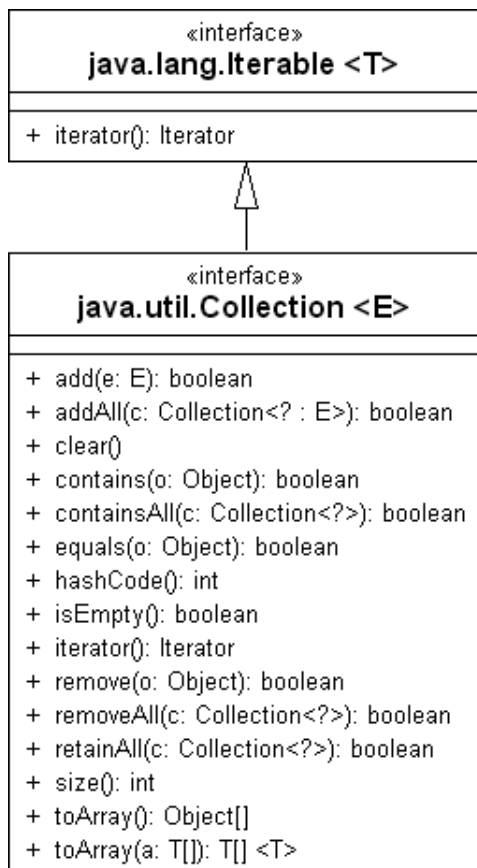 «interface»
java.lang.Iterable <T>
+ iterator(): Iterator
«interface»
java.util.Collection <E>
+ add(e: E): boolean
+ addAll(c: Collection<? : E>): boolean
+ clear()
+ contains(o: Object): boolean
+ containsAll(c: Collection<?>): boolean
+ equals(o: Object): boolean
+ hashCode(): int
+ isEmpty(): boolean
+ iterator(): Iterator
+ remove(o: Object): boolean
+ removeAll(c: Collection<?>): boolean
+ retainAll(c: Collection<?>): boolean
+ size(): int
+ toArray(): Object[]
+ toArray(a: T[]): T[] <T>